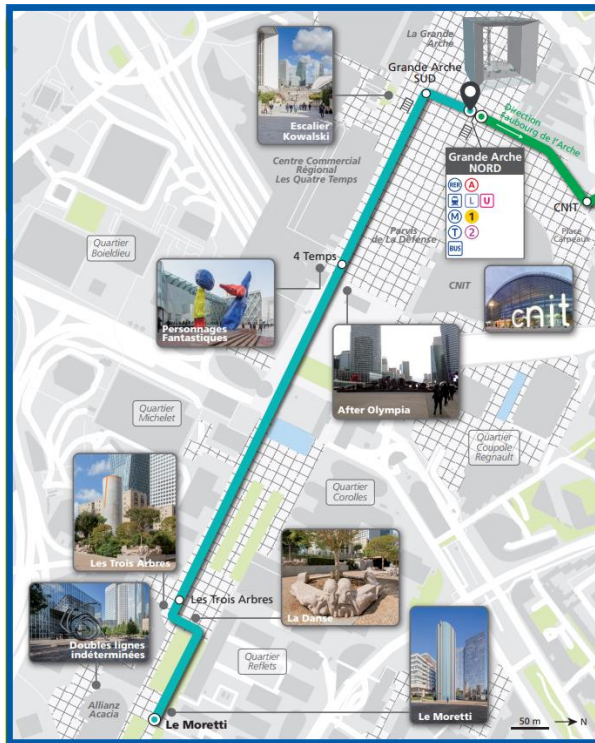 La Grande
Arche
Grande Arche
SUD
Escalier
Kowalski
Direction
Faubourg de l'Arche
Grande Arche
NORD
RER A
L U
M 1
T 2
BUS
CNIT
Place
Carpeaux
Centre Commercial
Régional
Les Quatre Temps
Parvis
de La Défense
Quartier
Boieldieu
4 Temps
CNIT
cnit
Personnages
Fantastiques
After Olympia
Quartier
Michelet
Quartier
Coupole
Regnault
Quartier
Corolles
Les Trois Arbres
Les Trois Arbres
La Danse
Doubles lignes
indéterminées
Quartier
Reflets
Allianz
Acacia
Le Moretti
Le Moretti
50 m
N